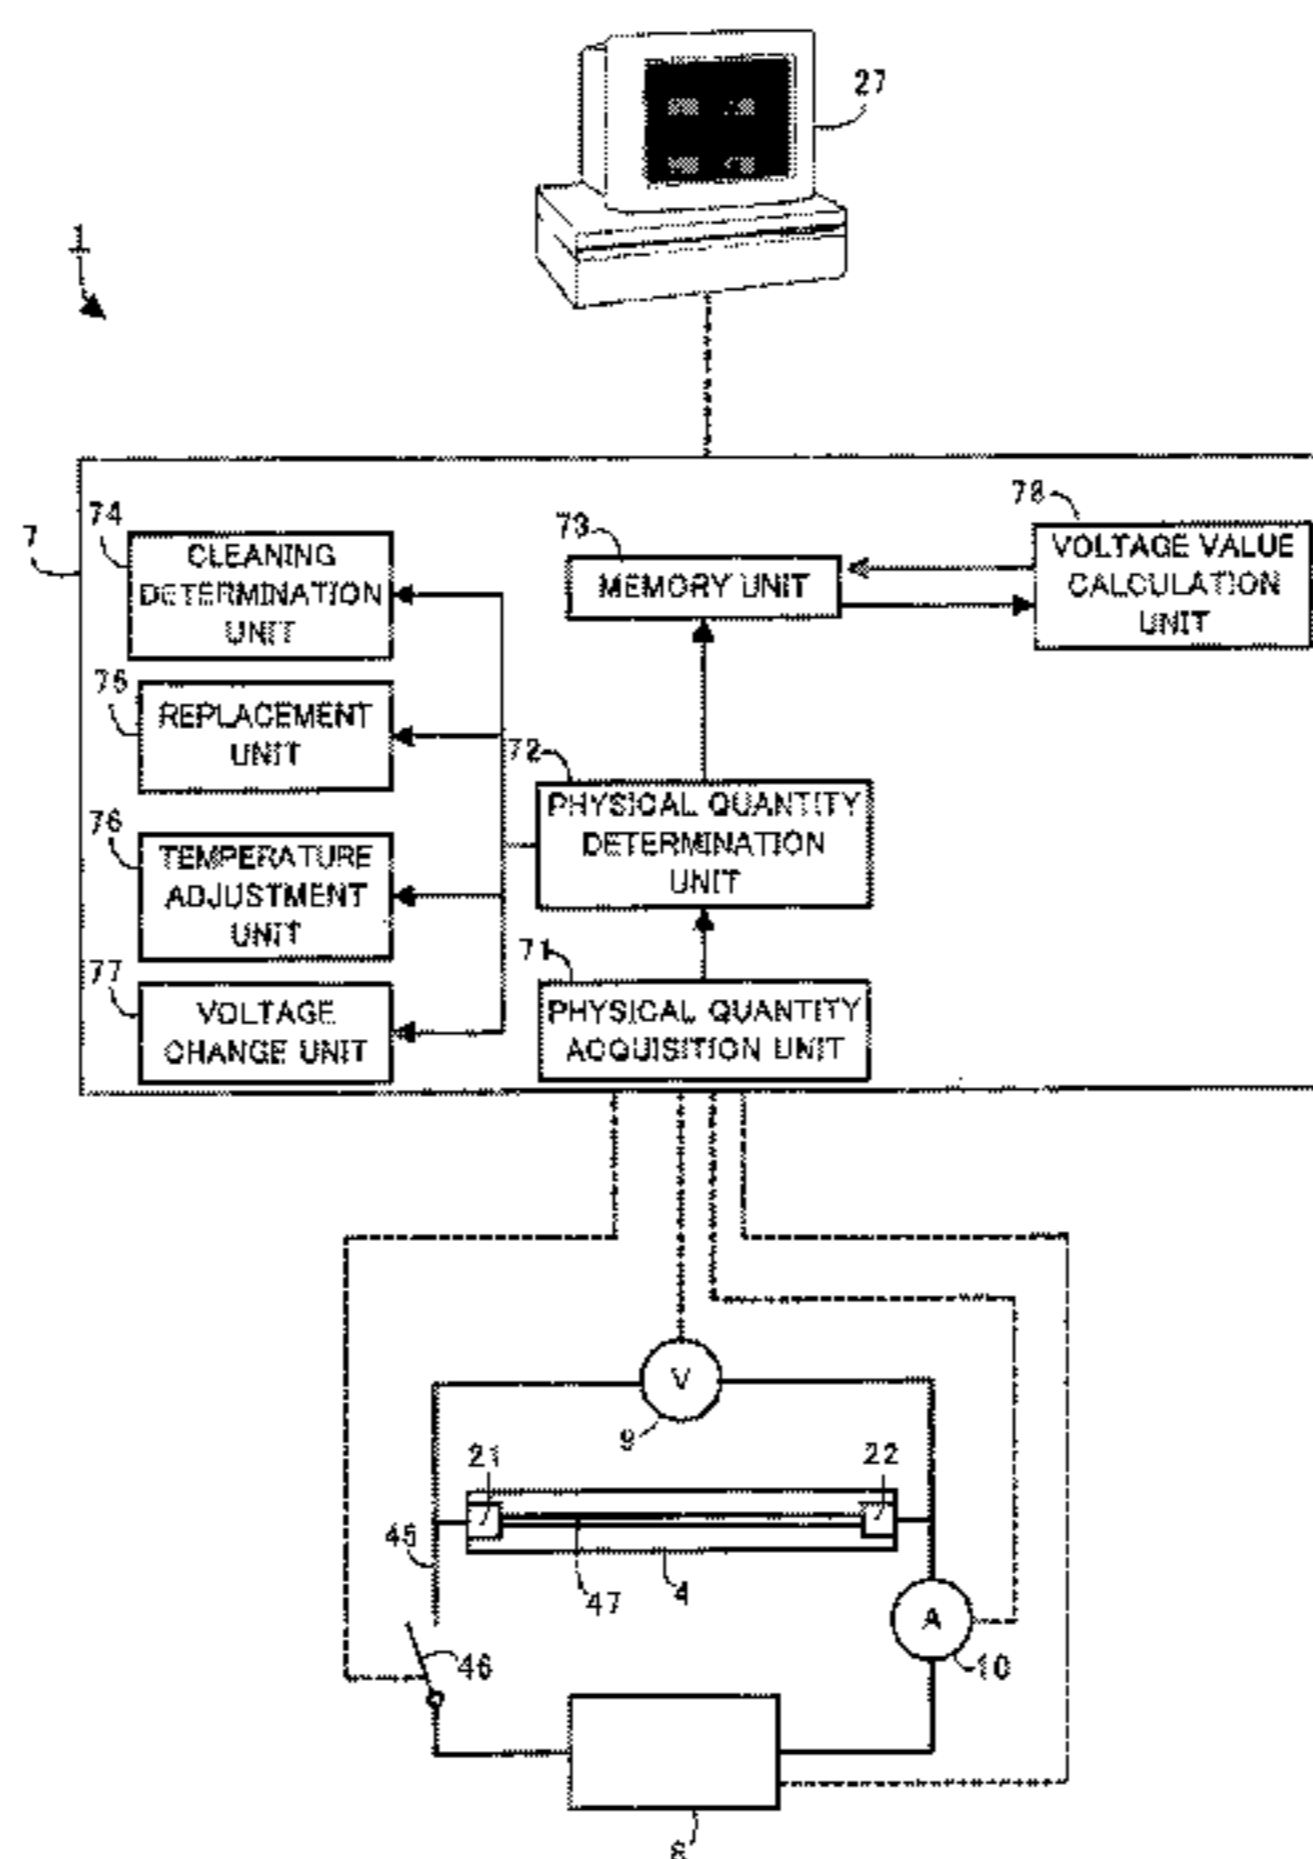 27
1
7
74
CLEANING
DETERMINATION
UNIT
73
MEMORY UNIT
78
VOLTAGE VALUE
CALCULATION
UNIT
75
REPLACEMENT
UNIT
72
PHYSICAL QUANTITY
DETERMINATION
UNIT
76
TEMPERATURE
ADJUSTMENT
UNIT
71
PHYSICAL QUANTITY
ACQUISITION UNIT
77
VOLTAGE
CHANGE UNIT
V
9
21
22
45
47
4
A
10
46